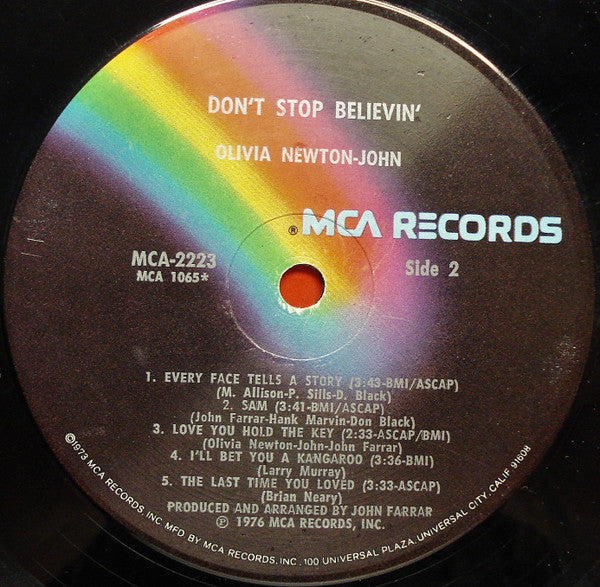 DON'T STOP BELIEVIN'
OLIVIA NEWTON-JOHN
® MCA RECORDS
MCA-2223
MCA 1065*
Side 2
1. EVERY FACE TELLS A STORY (3:43-BMI/ASCAP)
(M. Allison-P. Sills-D. Black)
2. SAM (3:41-BMI/ASCAP)
(John Farrar-Hank Marvin-Don Black)
3. LOVE YOU HOLD THE KEY (2:33-ASCAP/BMI)
(Olivia Newton-John-John Farrar)
4. I'LL BET YOU A KANGAROO (3:36-BMI)
(Larry Murray)
5. THE LAST TIME YOU LOVED (3:33-ASCAP)
(Brian Neary)
PRODUCED AND ARRANGED BY JOHN FARRAR
℗ 1976 MCA RECORDS, INC.
©1973 MCA RECORDS, INC. MFD. BY MCA RECORDS, INC., 100 UNIVERSAL PLAZA, UNIVERSAL CITY, CALIF. 91608